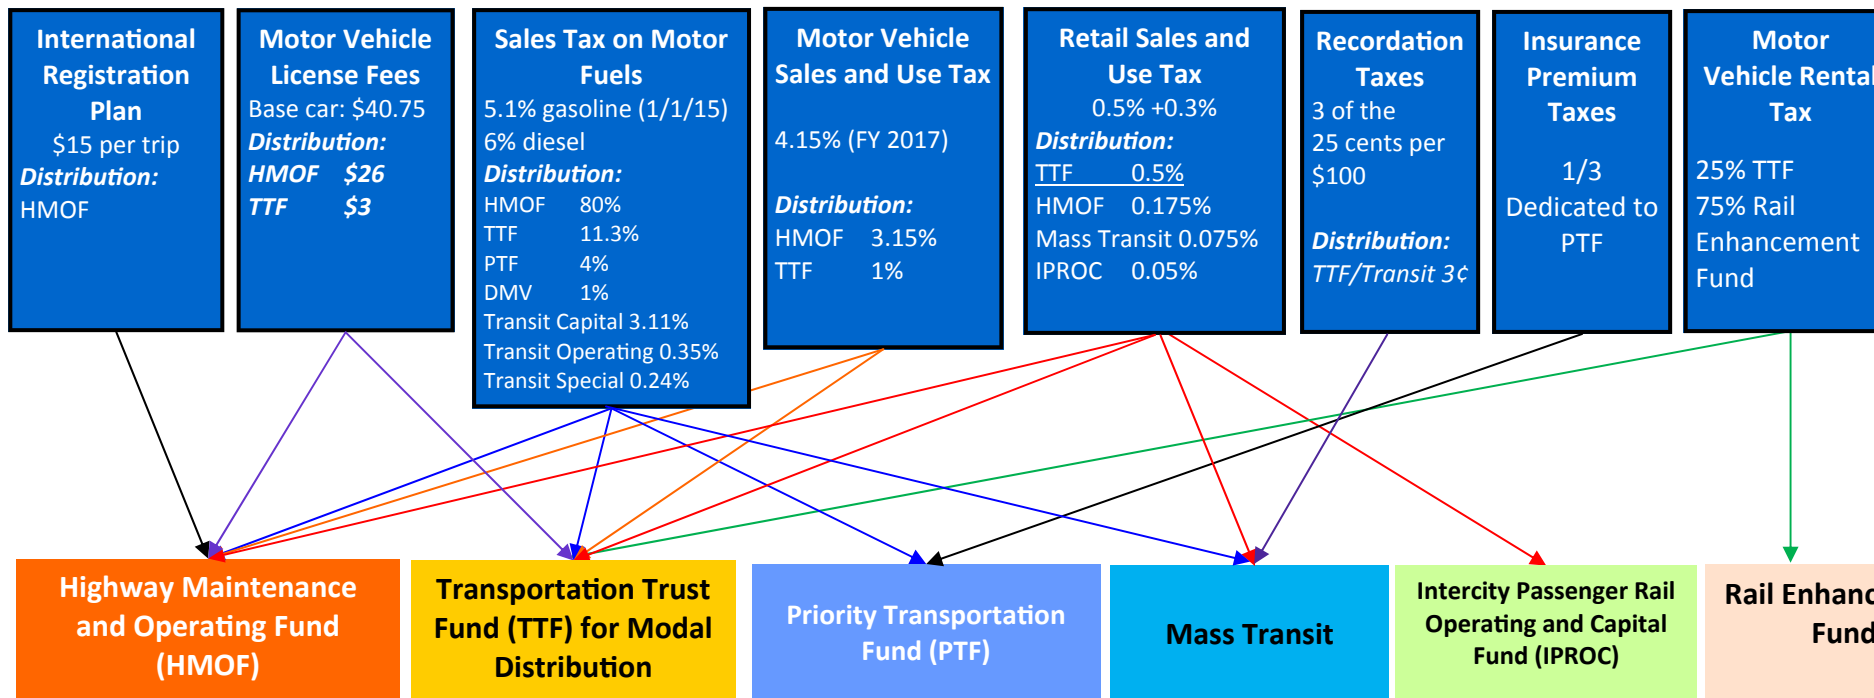 International
Registration
Plan
$15 per trip
Distribution:
HMOF
Motor Vehicle
License Fees
Base car: $40.75
Distribution:
HMOF $26
TTF $3
Sales Tax on Motor
Fuels
5.1% gasoline (1/1/15)
6% diesel
Distribution:
HMOF 80%
TTF 11.3%
PTF 4%
DMV 1%
Transit Capital 3.11%
Transit Operating 0.35%
Transit Special 0.24%
Motor Vehicle
Sales and Use Tax
4.15% (FY 2017)
Distribution:
HMOF 3.15%
TTF 1%
Retail Sales and
Use Tax
0.5% +0.3%
Distribution:
TTF 0.5%
HMOF 0.175%
Mass Transit 0.075%
IPROC 0.05%
Recordation
Taxes
3 of the
25 cents per
$100
Distribution:
TTF/Transit 3¢
Insurance
Premium
Taxes
1/3
Dedicated to
PTF
Motor
Vehicle Rental
Tax
25% TTF
75% Rail
Enhancement
Fund
Highway Maintenance
and Operating Fund
(HMOF)
Transportation Trust
Fund (TTF) for Modal
Distribution
Priority Transportation
Fund (PTF)
Mass Transit
Intercity Passenger Rail
Operating and Capital
Fund (IPROC)
Rail Enhanc
Fund